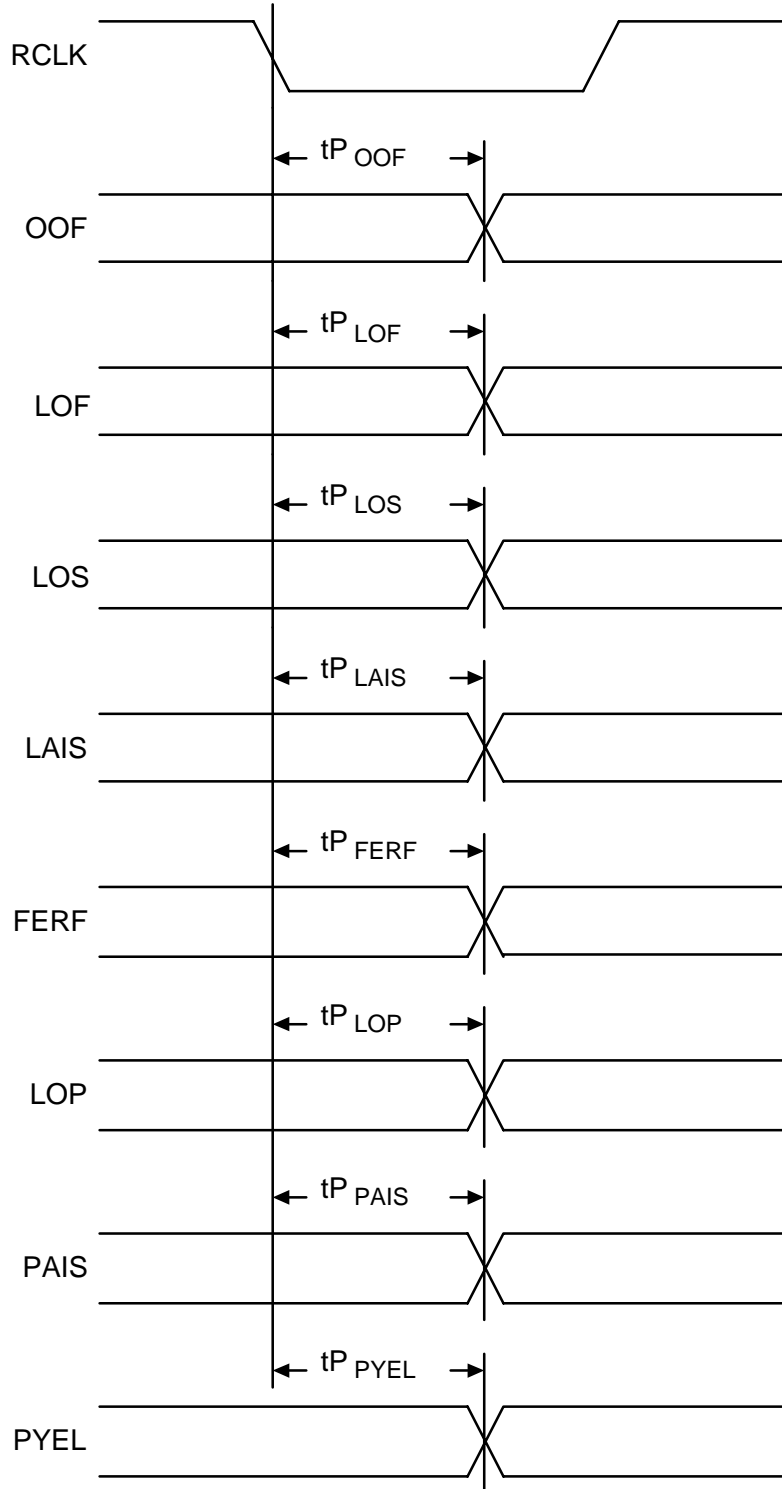 RCLK
tP OOF
OOF
tP LOF
LOF
tP LOS
LOS
tP LAIS
LAIS
tP FERF
FERF
tP LOP
LOP
tP PAIS
PAIS
tP PYEL
PYEL